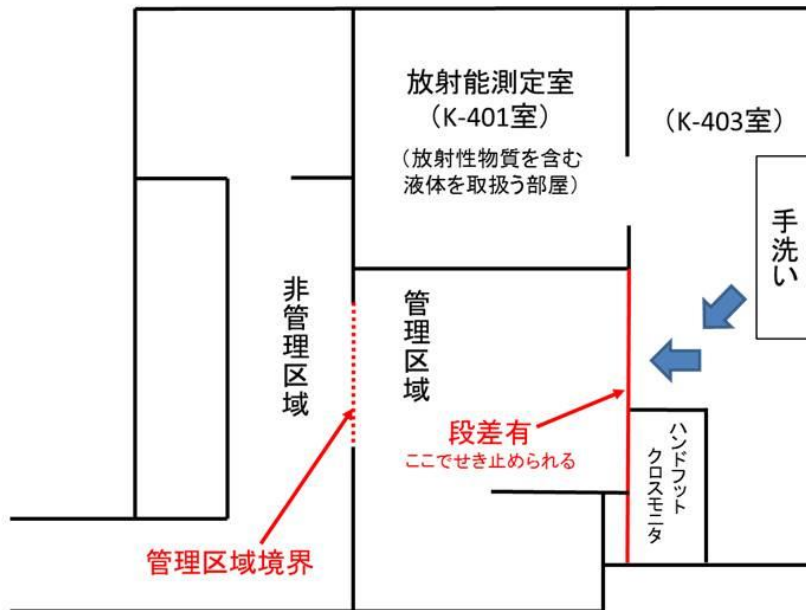 放射能測定室
（K-401室）
（放射性物質を含む
液体を取扱う部屋）
（K-403室）
手洗い
非管理区域
管理区域
段差有
ここでせき止められる
ハンドフット
クロスモニタ
管理区域境界